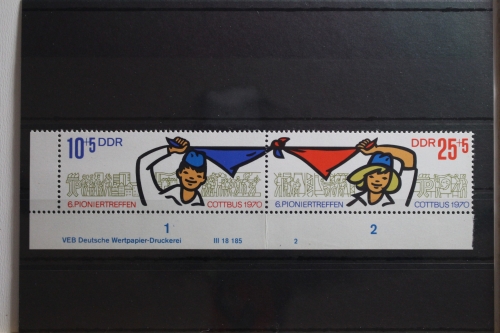 10+5 DDR
DDR 25+5
6.PIONIERTREFFEN COTTBUS 1970
6.PIONIERTREFFEN COTTBUS 1970
1 2
VEB Deutsche Wertpapier-Druckerei III 18 185 2